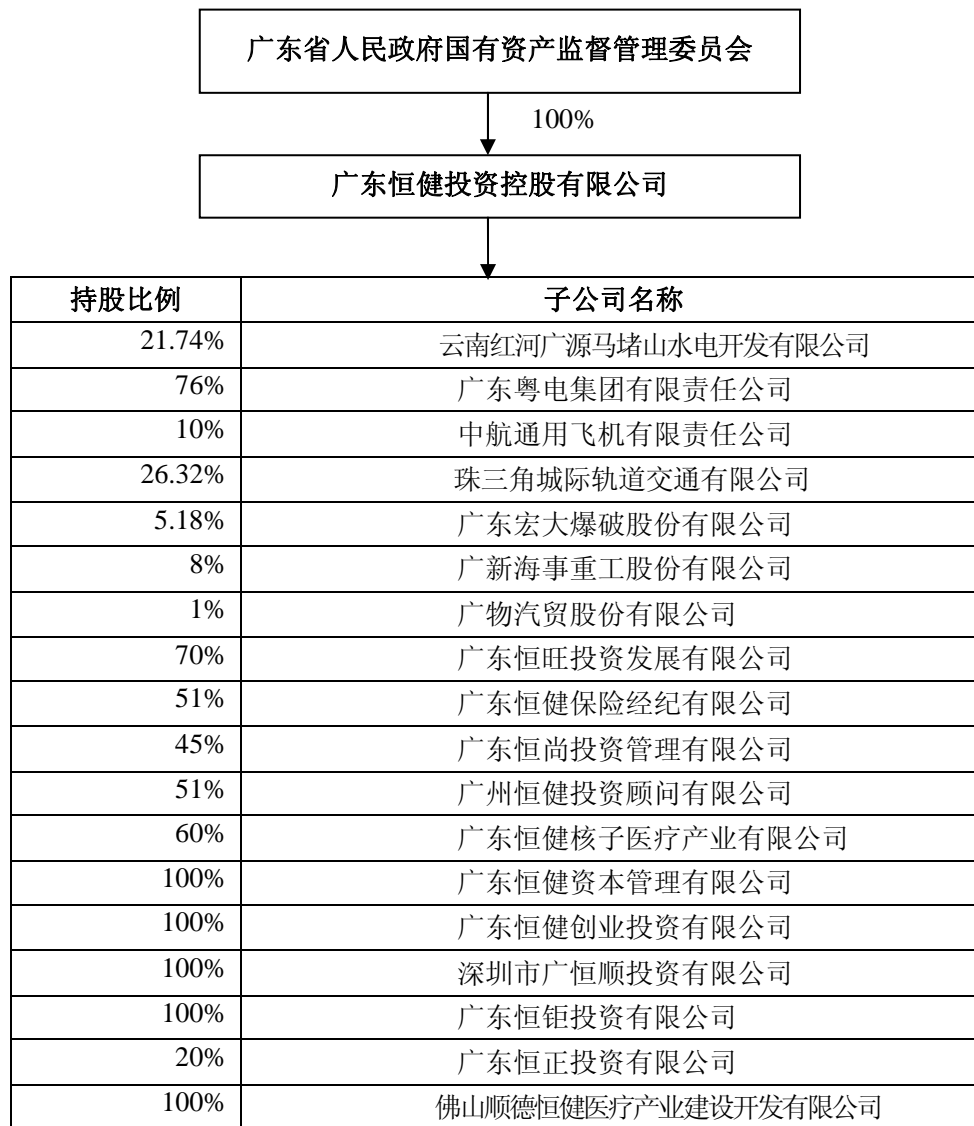 广东省人民政府国有资产监督管理委员会
100%
广东恒健投资控股有限公司
持股比例 子公司名称
21.74% 云南红河广源马堵山水电开发有限公司
76% 广东粤电集团有限责任公司
10% 中航通用飞机有限责任公司
26.32% 珠三角城际轨道交通有限公司
5.18% 广东宏大爆破股份有限公司
8% 广新海事重工股份有限公司
1% 广物汽贸股份有限公司
70% 广东恒旺投资发展有限公司
51% 广东恒健保险经纪有限公司
45% 广东恒尚投资管理有限公司
51% 广州恒健投资顾问有限公司
60% 广东恒健核子医疗产业有限公司
100% 广东恒健资本管理有限公司
100% 广东恒健创业投资有限公司
100% 深圳市广恒顺投资有限公司
100% 广东恒钜投资有限公司
20% 广东恒正投资有限公司
100% 佛山顺德恒健医疗产业建设开发有限公司